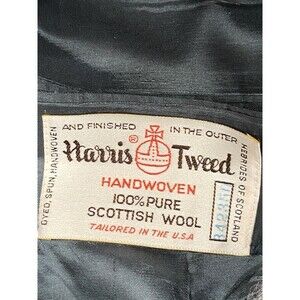 AND FINISHED IN THE OUTER
Harris® Tweed
HANDWOVEN
100% PURE
SCOTTISH WOOL
TAILORED IN THE U.S.A
DYED, SPUN, HANDWOVEN
HEBRIDES OF SCOTLAND